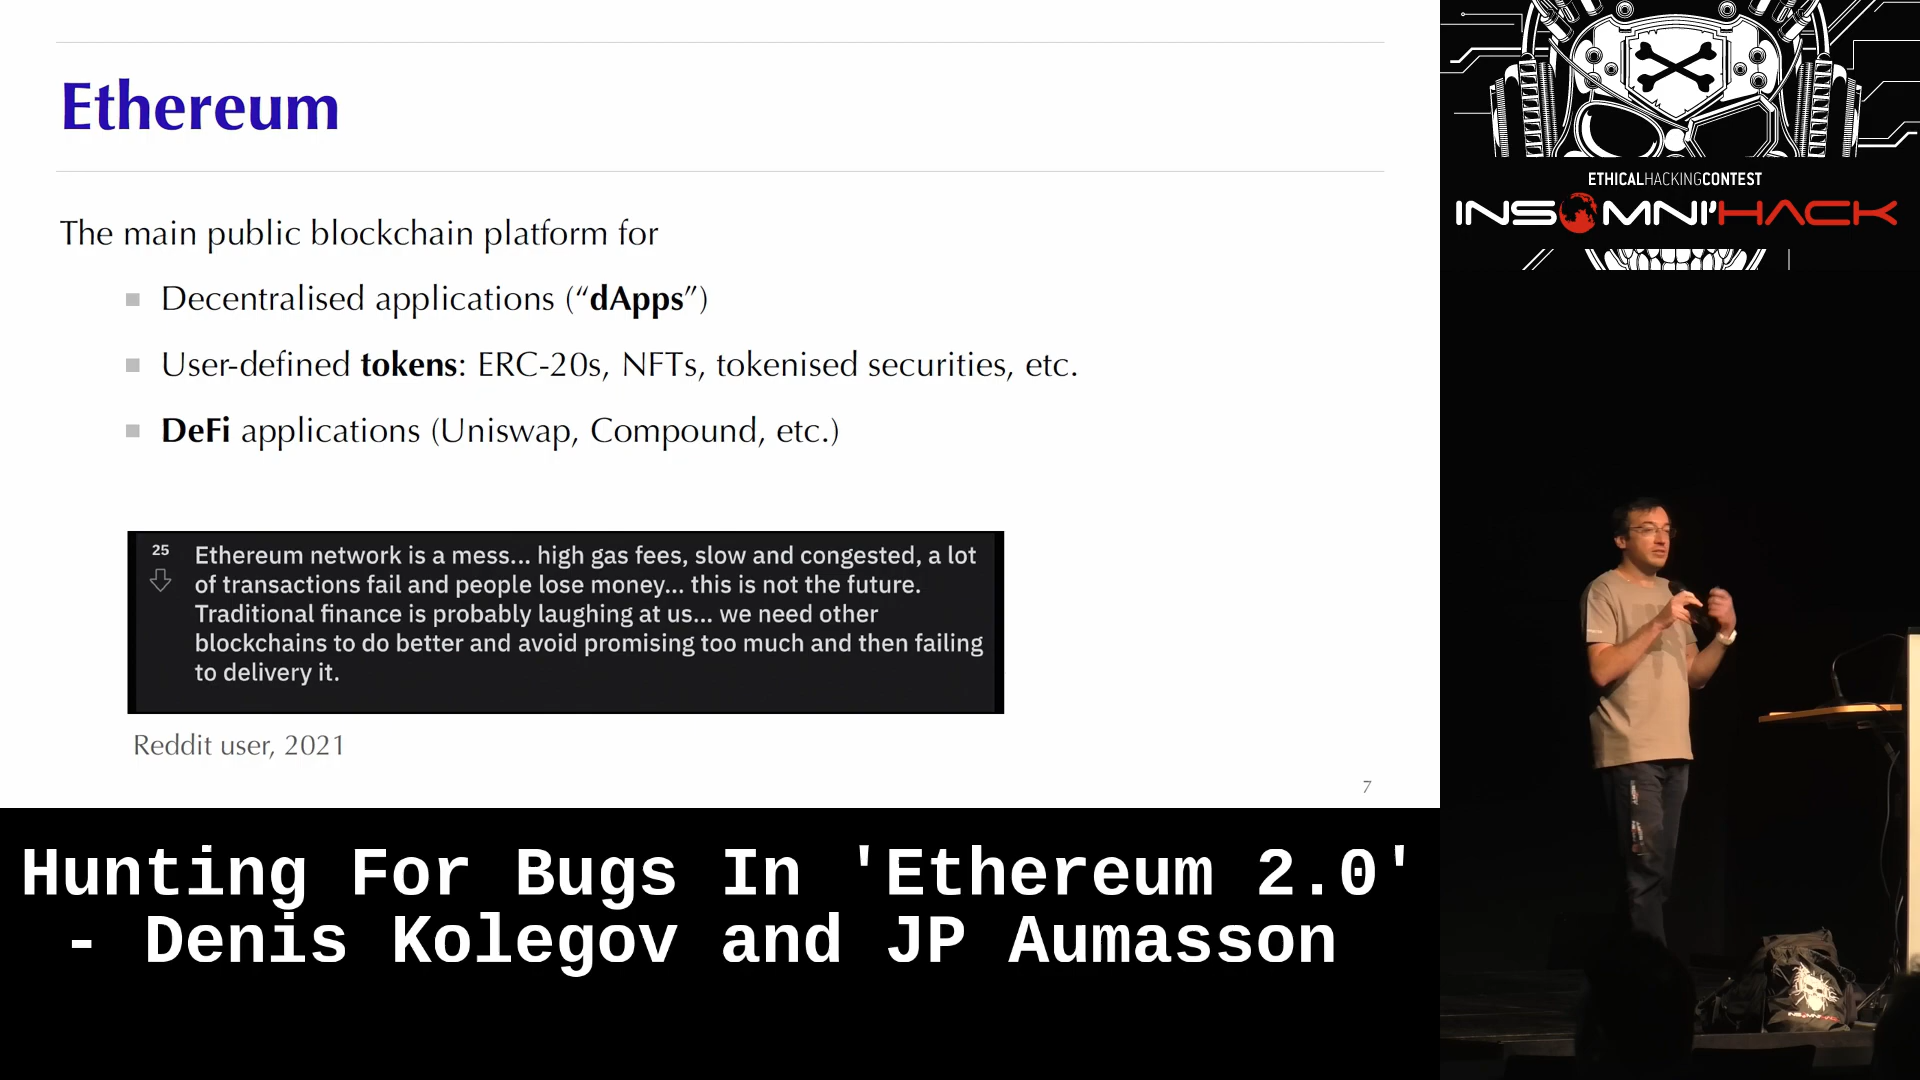 Ethereum
The main public blockchain platform for
Decentralised applications (“dApps”)
User-defined tokens: ERC-20s, NFTs, tokenised securities, etc.
DeFi applications (Uniswap, Compound, etc.)
25
Ethereum network is a mess... high gas fees, slow and congested, a lot
of transactions fail and people lose money... this is not the future.
Traditional finance is probably laughing at us... we need other
blockchains to do better and avoid promising too much and then failing
to delivery it.
Reddit user, 2021
7
ETHICALHACKINGCONTEST
INSOMNI'HACK
Hunting For Bugs In 'Ethereum 2.0'
- Denis Kolegov and JP Aumasson
INSOMNI'HACK